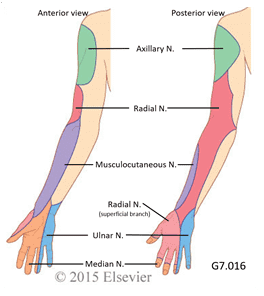 Anterior view
Posterior view
Axillary N.
Radial N.
Musculocutaneous N.
Radial N.
(superficial branch)
Ulnar N.
Median N.
G7.016
© 2015 Elsevier